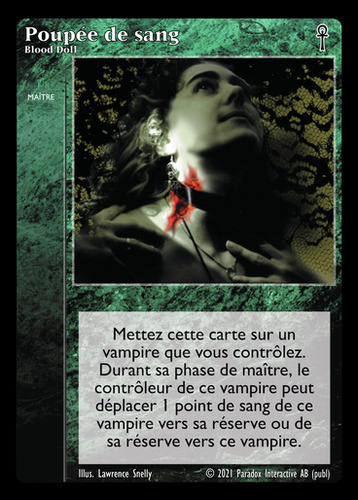 Poupée de sang
Blood Doll
MAÎTRE
Mettez cette carte sur un
vampire que vous contrôlez.
Durant sa phase de maître, le
contrôleur de ce vampire peut
déplacer 1 point de sang de ce
vampire vers sa réserve ou de
sa réserve vers ce vampire.
Illus. Lawrence Snelly © 2021 Paradox Interactive AB (publ)